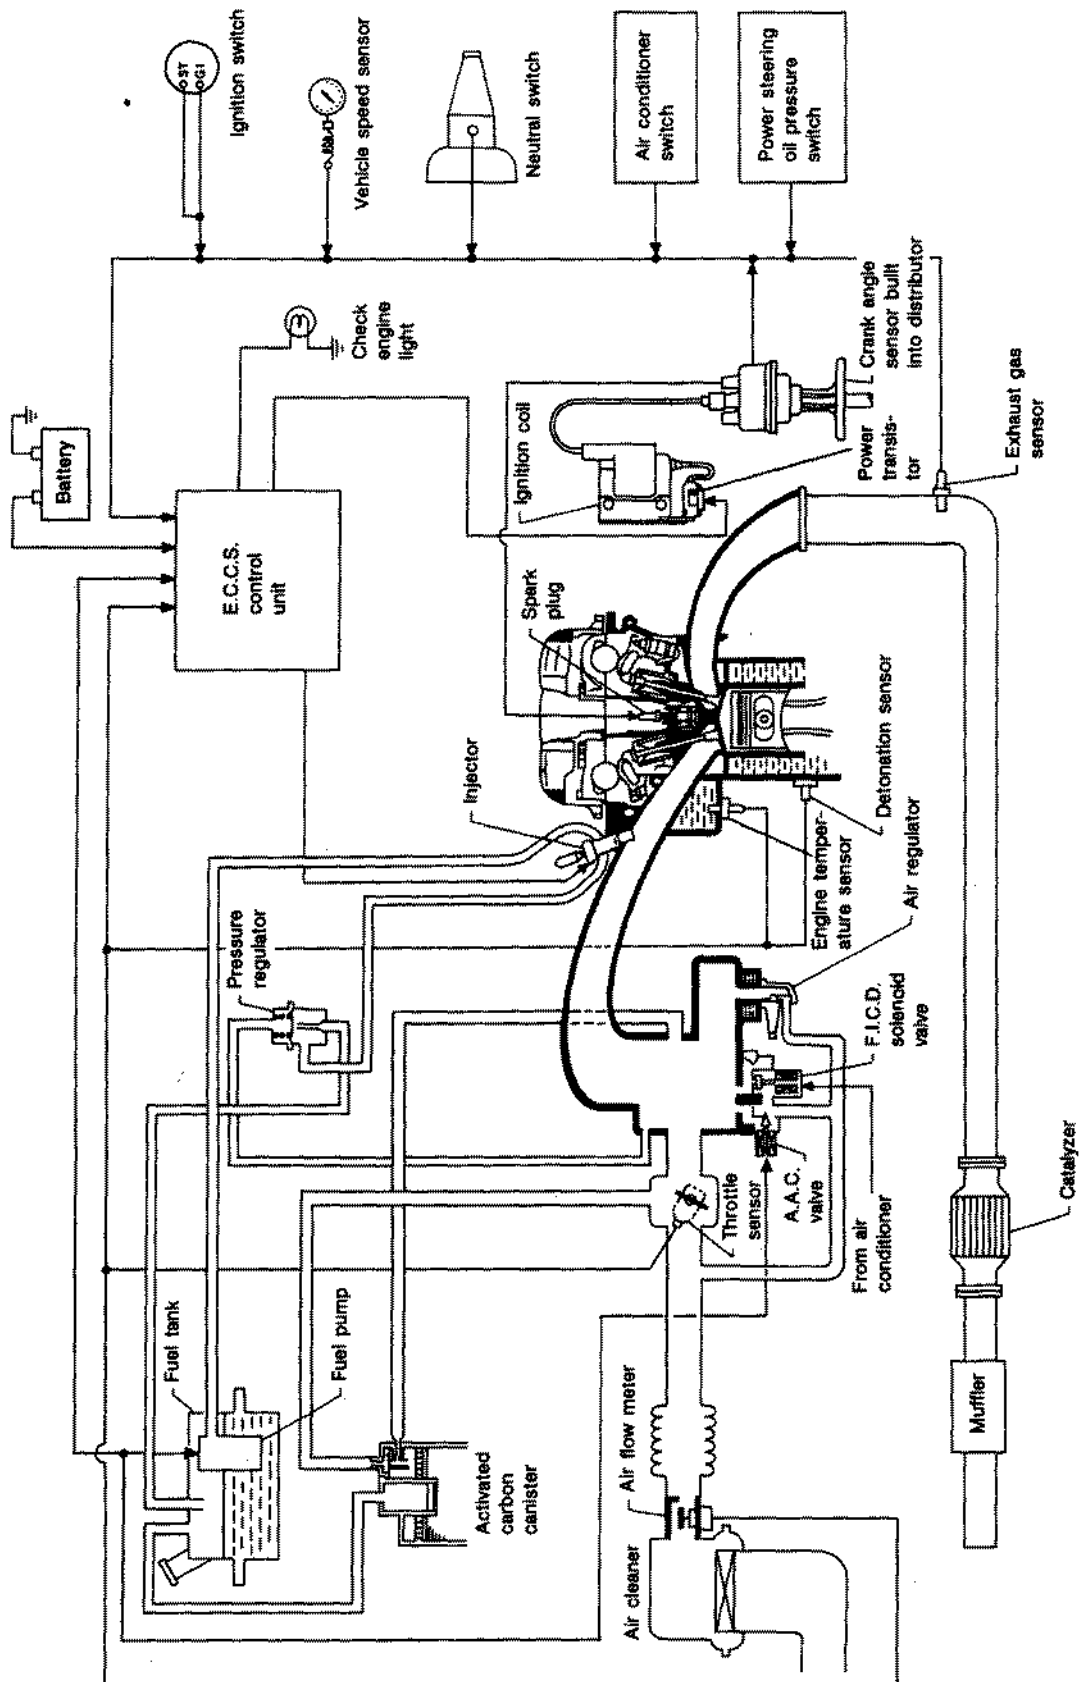 Battery
E.C.C.S.
control
unit
Check
engine
light
ST
OG1
Ignition switch
Vehicle speed sensor
Neutral switch
Air conditioner
switch
Power steering
oil pressure
switch
Fuel tank
Fuel pump
Pressure
regulator
Injector
Spark
plug
Ignition coil
Power
transis-
tor
Crank angle
sensor built
into distributor
Exhaust gas
sensor
Activated
carbon
canister
Air cleaner
Air flow meter
Throttle
sensor
A.A.C.
valve
From air
conditioner
F.I.C.D.
solenoid
valve
Air regulator
Engine temper-
ature sensor
Detonation sensor
Muffler
Catalyzer